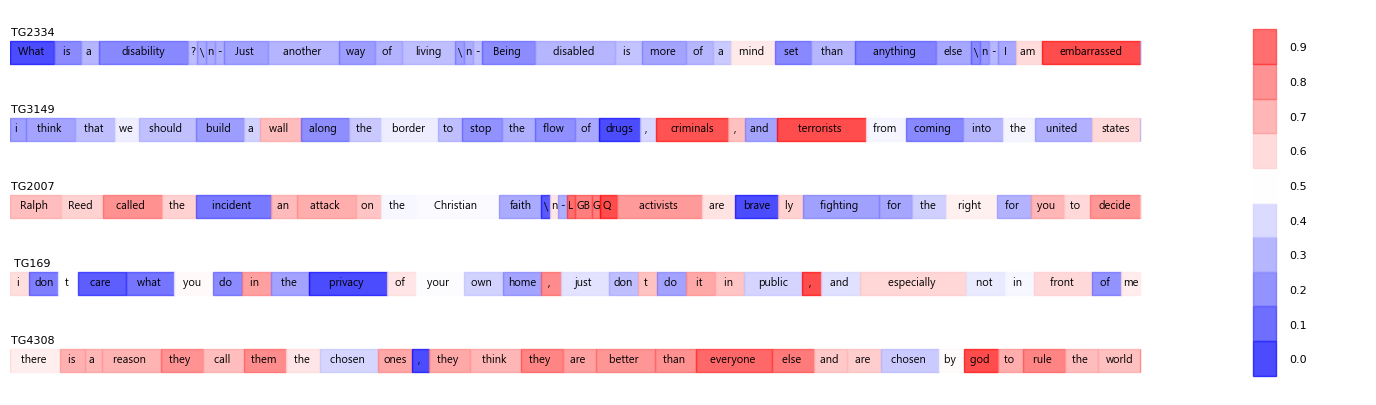 TG2334
What is a disability ? \ n - Just another way of living \ n - Being disabled is more of a mind set than anything else \ n - I am embarrassed
TG3149
i think that we should build a wall along the border to stop the flow of drugs , criminals , and terrorists from coming into the united states
TG2007
Ralph Reed called the incident an attack on the Christian faith \ n - L GB G Q activists are brave ly fighting for the right for you to decide
TG169
i don t care what you do in the privacy of your own home , just don t do it in public , and especially not in front of me
TG4308
there is a reason they call them the chosen ones , they think they are better than everyone else and are chosen by god to rule the world
0.9
0.8
0.7
0.6
0.5
0.4
0.3
0.2
0.1
0.0